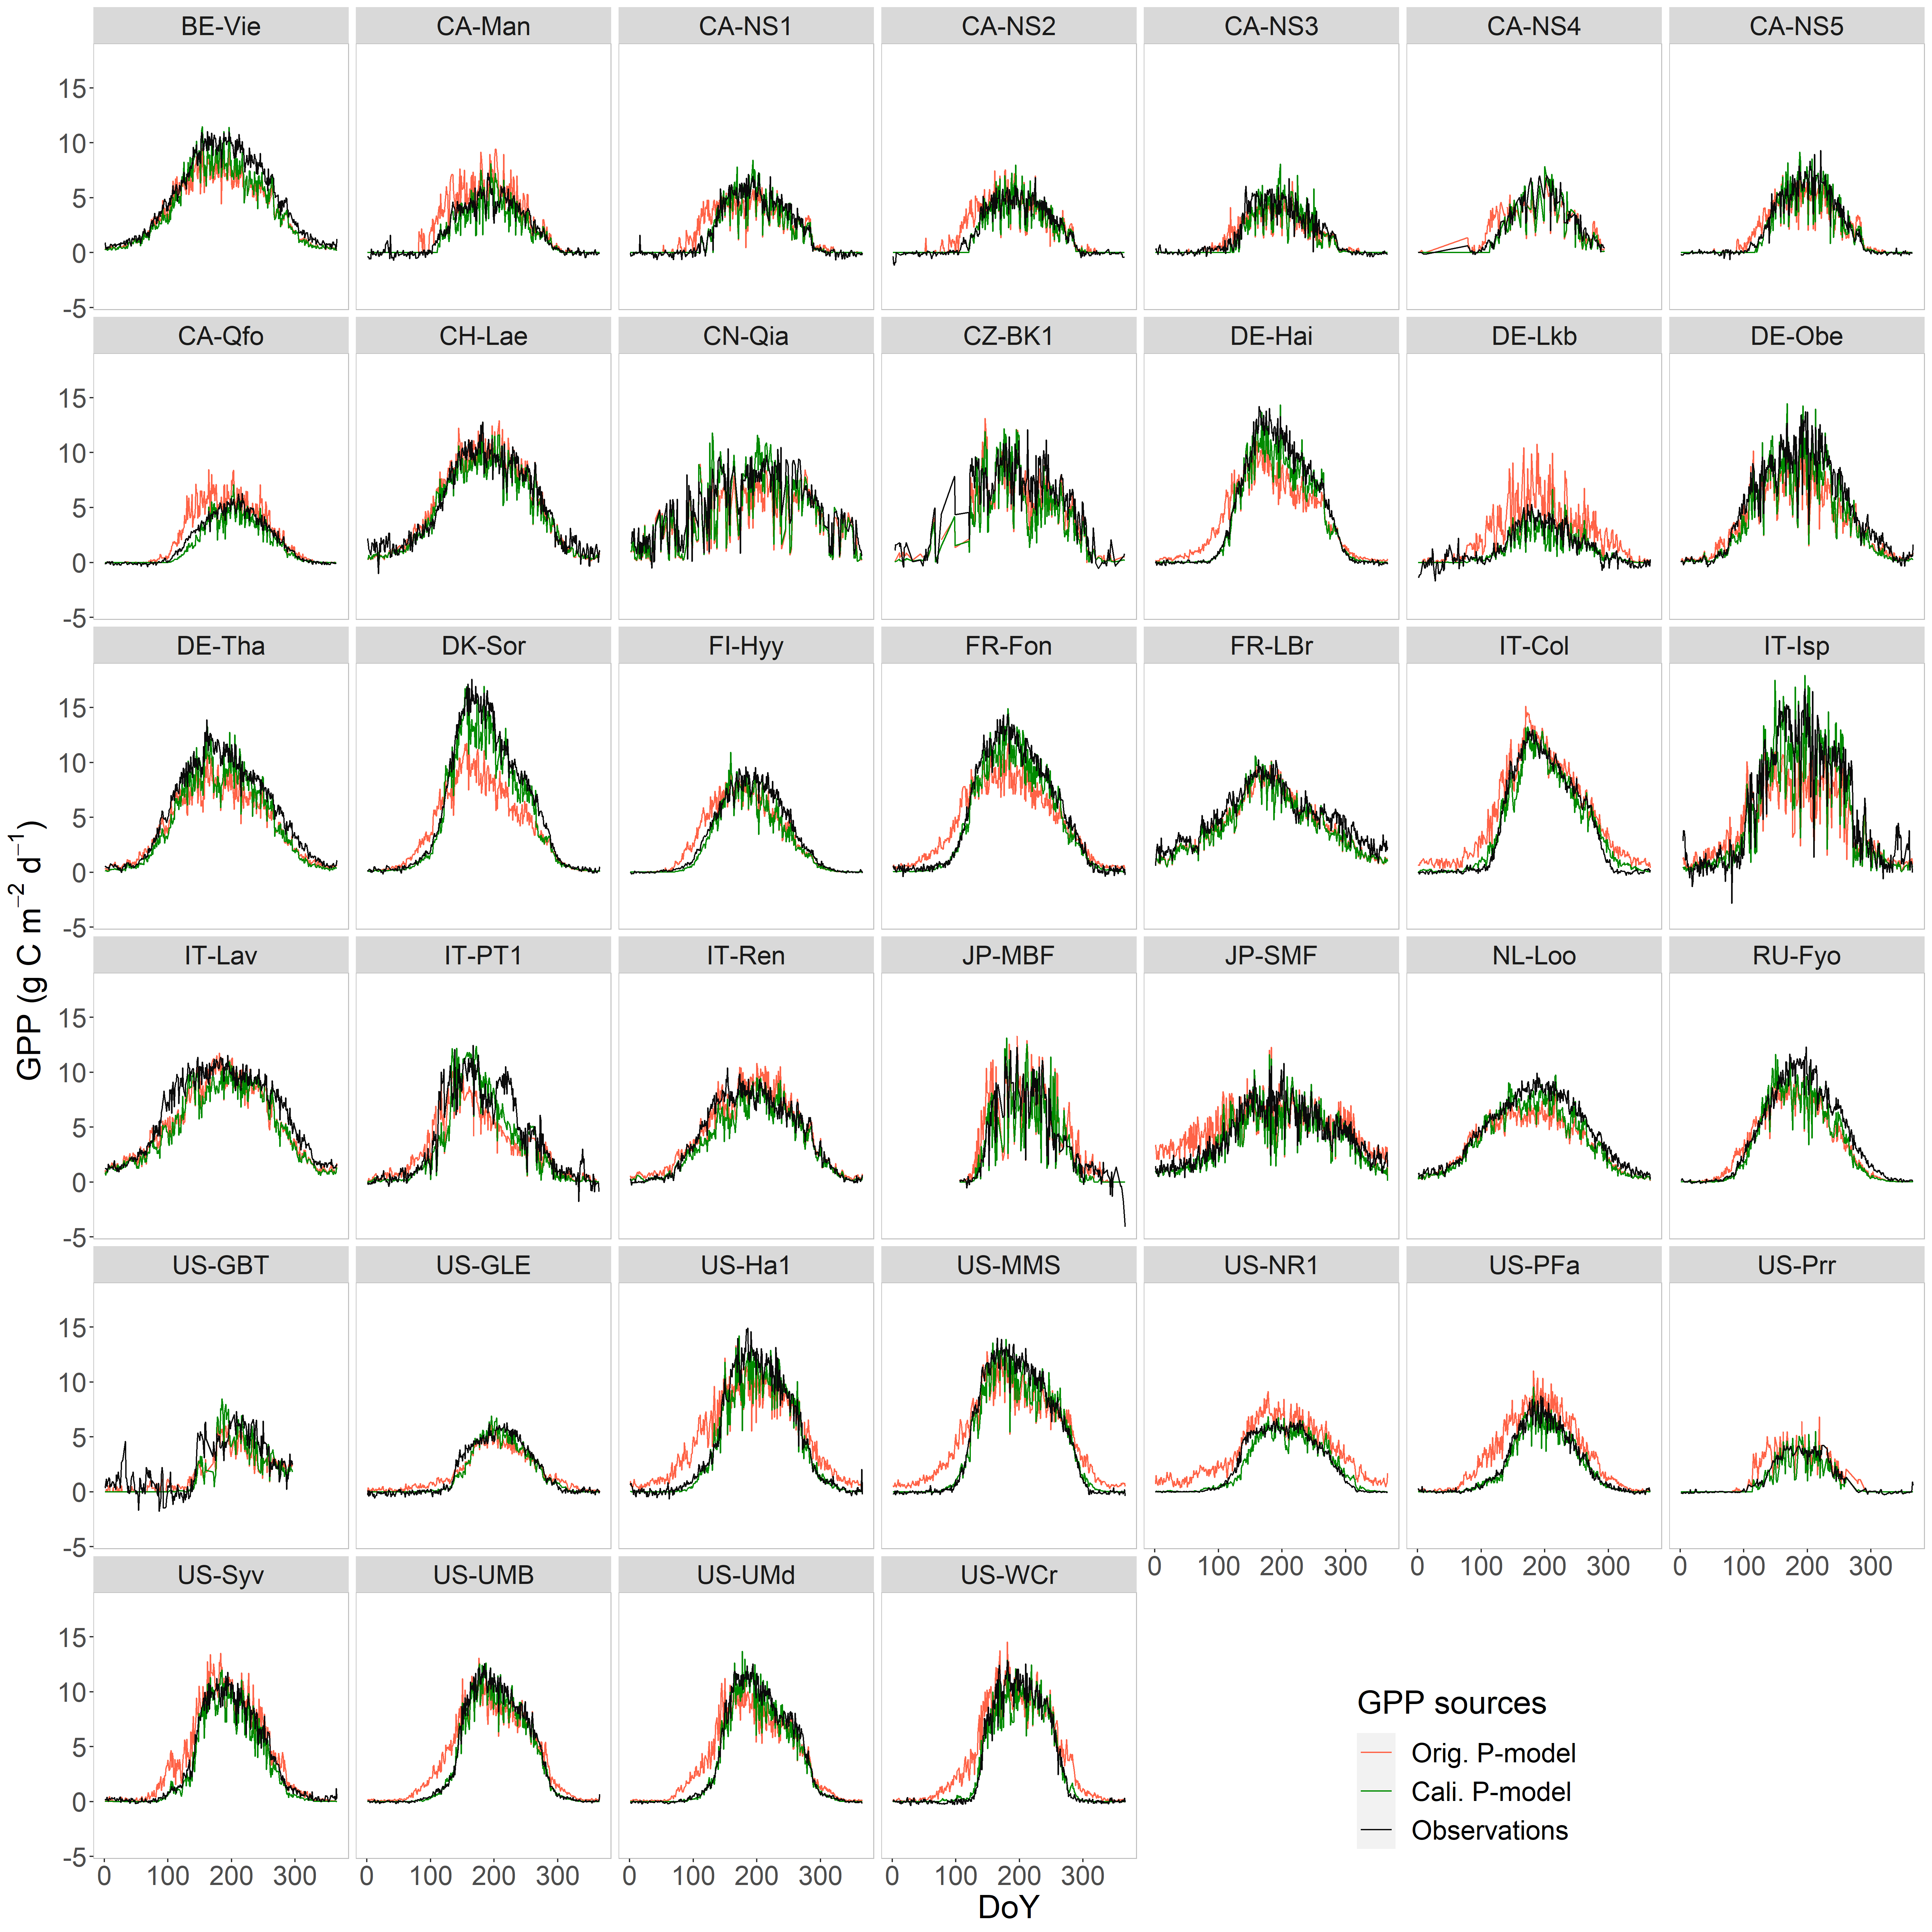 BE-Vie CA-Man CA-NS1 CA-NS2 CA-NS3 CA-NS4 CA-NS5
15
10
5
0
-5
CA-Qfo CH-Lae CN-Qia CZ-BK1 DE-Hai DE-Lkb DE-Obe
15
10
5
0
-5
DE-Tha DK-Sor FI-Hyy FR-Fon FR-LBr IT-Col IT-Isp
15
10
5
0
-5
GPP (g C m⁻² d⁻¹)
IT-Lav IT-PT1 IT-Ren JP-MBF JP-SMF NL-Loo RU-Fyo
15
10
5
0
-5
US-GBT US-GLE US-Ha1 US-MMS US-NR1 US-PFa US-Prr
15
10
5
0
-5
0 100 200 300 0 100 200 300 0 100 200 300
US-Syv US-UMB US-UMd US-WCr
15
10
5
0
-5
0 100 200 300 0 100 200 300 0 100 200 300 0 100 200 300
DoY
GPP sources
Orig. P-model
Cali. P-model
Observations